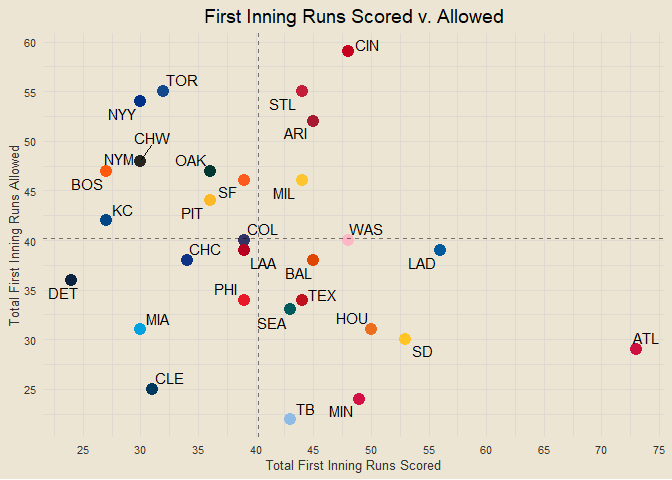 First Inning Runs Scored v. Allowed
Total First Inning Runs Allowed
60
CIN
TOR
55
STL
NYY
ARI
50
CHW
NYM
OAK
BOS
SF
MIL
45
PIT
KC
COL
WAS
40
CHC
LAA
BAL
LAD
DET
35
PHI
TEX
MIA
SEA
HOU
ATL
30
SD
CLE
25
TB
MIN
25 30 35 40 45 50 55 60 65 70 75
Total First Inning Runs Scored